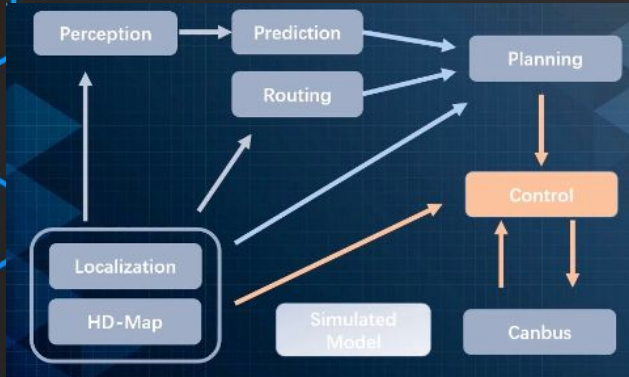 Perception
Prediction
Planning
Routing
Control
Localization
HD-Map
Simulated
Model
Canbus